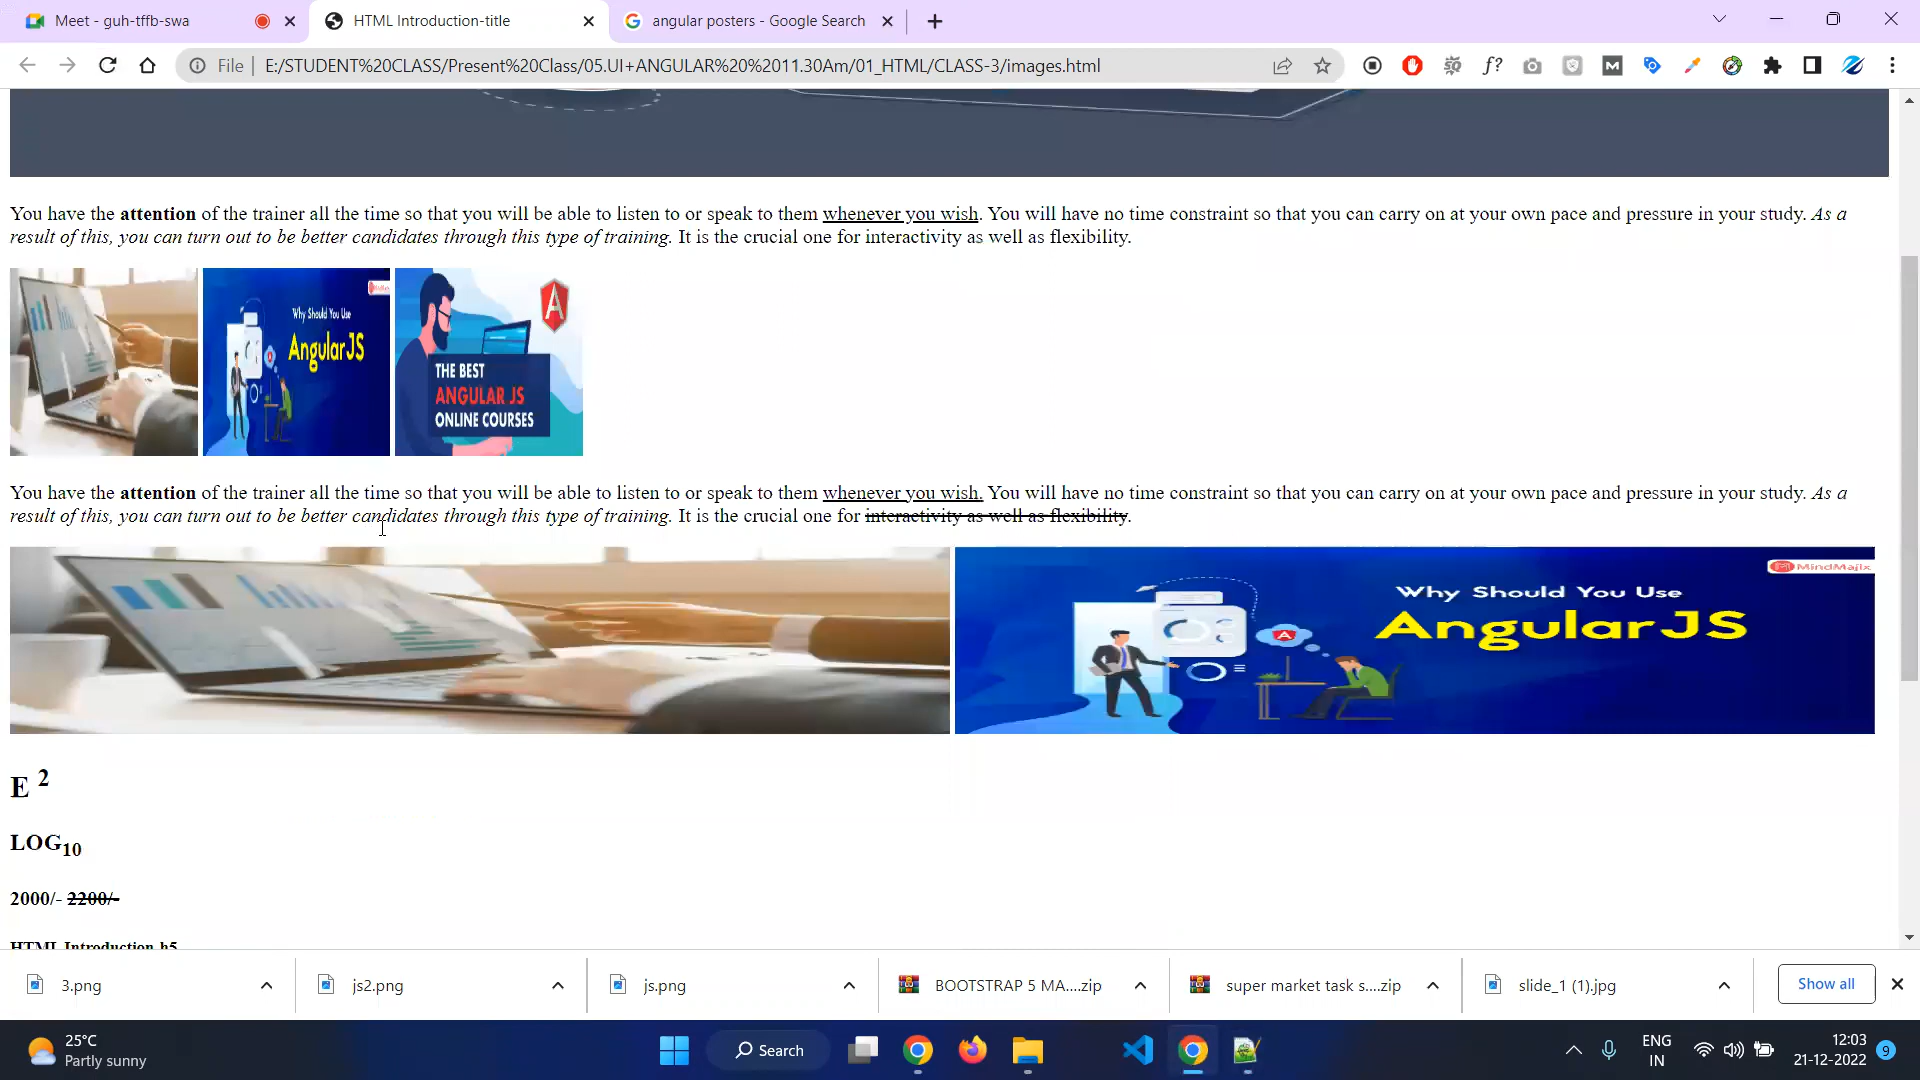 Meet - guh-tffb-swa
HTML Introduction-title
angular posters - Google Search
File
E:/STUDENT%20CLASS/Present%20Class/05.UI+ANGULAR%20%2011.30Am/01_HTML/CLASS-3/images.html
You have the attention of the trainer all the time so that you will be able to listen to or speak to them whenever you wish. You will have no time constraint so that you can carry on at your own pace and pressure in your study. As a
result of this, you can turn out to be better candidates through this type of training. It is the crucial one for interactivity as well as flexibility.
Why Should You Use
AngularJS
A
THE BEST
ANGULAR JS
ONLINE COURSES
You have the attention of the trainer all the time so that you will be able to listen to or speak to them whenever you wish. You will have no time constraint so that you can carry on at your own pace and pressure in your study. As a
result of this, you can turn out to be better candidates through this type of training. It is the crucial one for interactivity as well as flexibility.
MindMajix
Why Should You Use
AngularJS
E 2
LOG10
2000/- 2200/-
HTML Introduction-h5
3.png
js2.png
js.png
BOOTSTRAP 5 MA....zip
super market task s....zip
slide_1 (1).jpg
Show all
25°C
Partly sunny
Search
ENG
IN
12:03
21-12-2022
9